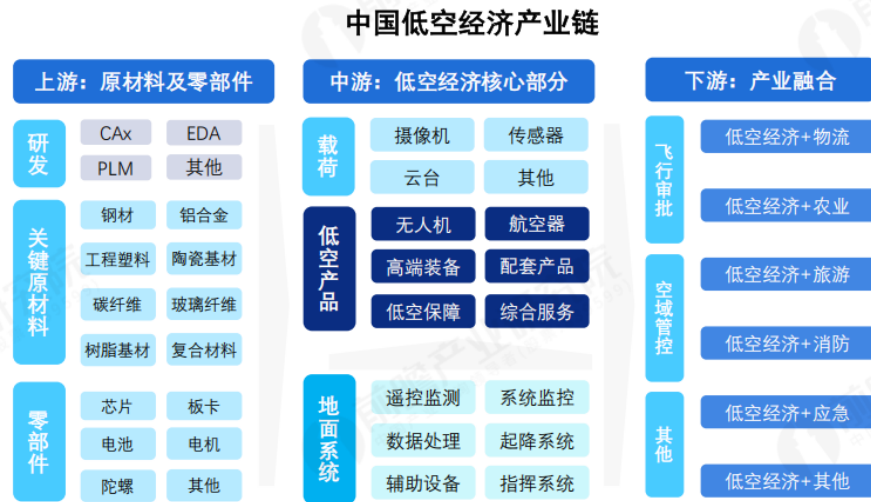 中国低空经济产业链
上游：原材料及零部件
研发
CAx
EDA
PLM
其他
关键原材料
钢材
铝合金
工程塑料
陶瓷基材
碳纤维
玻璃纤维
树脂基材
复合材料
零部件
芯片
板卡
电池
电机
陀螺
其他
中游：低空经济核心部分
载荷
摄像机
传感器
云台
其他
低空产品
无人机
航空器
高端装备
配套产品
低空保障
综合服务
地面系统
遥控监测
系统监控
数据处理
起降系统
辅助设备
指挥系统
下游：产业融合
飞行审批
空域管控
其他
低空经济+物流
低空经济+农业
低空经济+旅游
低空经济+消防
低空经济+应急
低空经济+其他